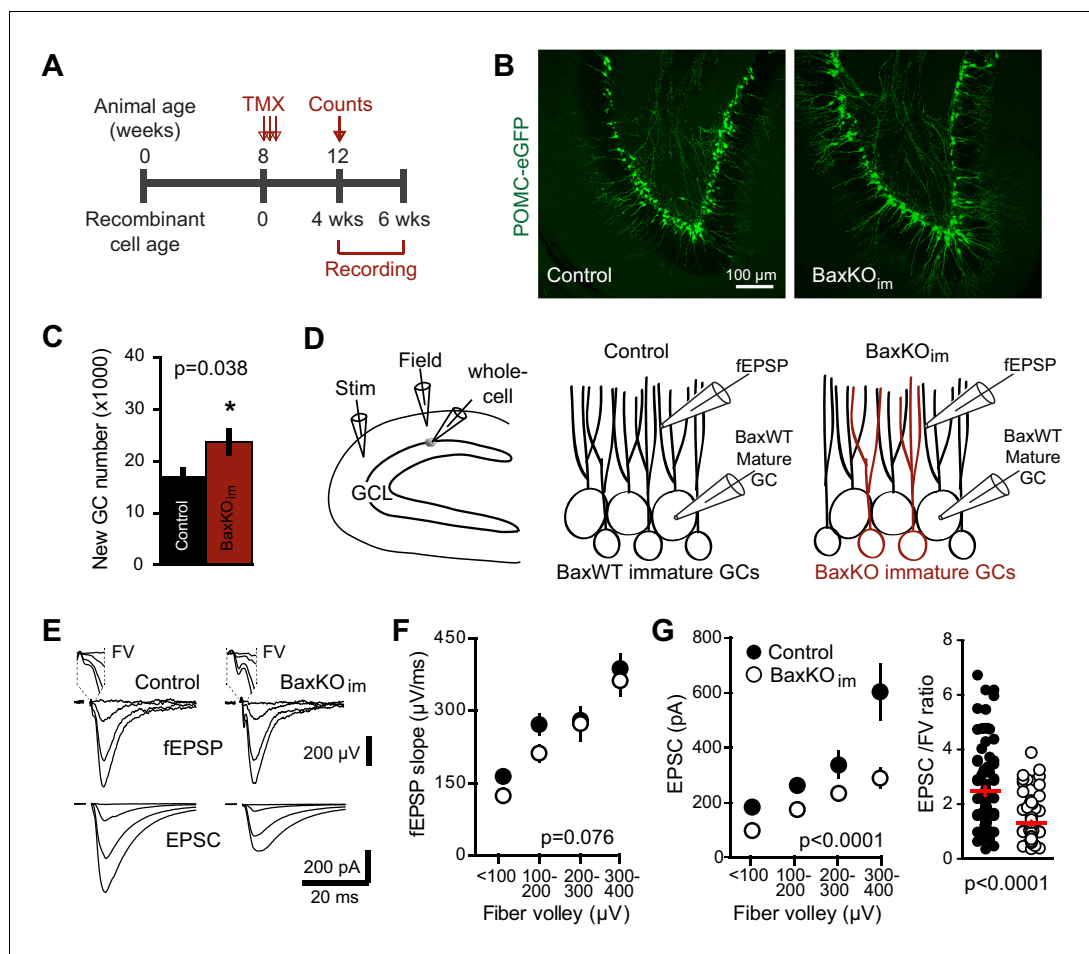 A
Animal age
(weeks)
TMX
Counts
0
8
12
Recombinant
cell age
0
4 wks
6 wks
Recording
B
POMC-eGFP
Control
100 µm
BaxKOim
C
New GC number (x1000)
40
30
20
10
0
p=0.038
*
Control
BaxKOim
D
Stim
Field
whole-
cell
GCL
Control
fEPSP
BaxWT
Mature
GC
BaxWT immature GCs
BaxKOim
fEPSP
BaxWT
Mature
GC
BaxKO immature GCs
E
FV
Control
FV
BaxKOim
fEPSP
200 µV
EPSC
200 pA
20 ms
F
fEPSP slope (µV/ms)
450
300
150
0
p=0.076
<100
100-
200
200-
300
300-
400
Fiber volley (µV)
G
EPSC (pA)
800
600
400
200
0
Control
BaxKOim
p<0.0001
<100
100-
200
200-
300
300-
400
Fiber volley (µV)
EPSC /FV ratio
8
6
4
2
0
p<0.0001